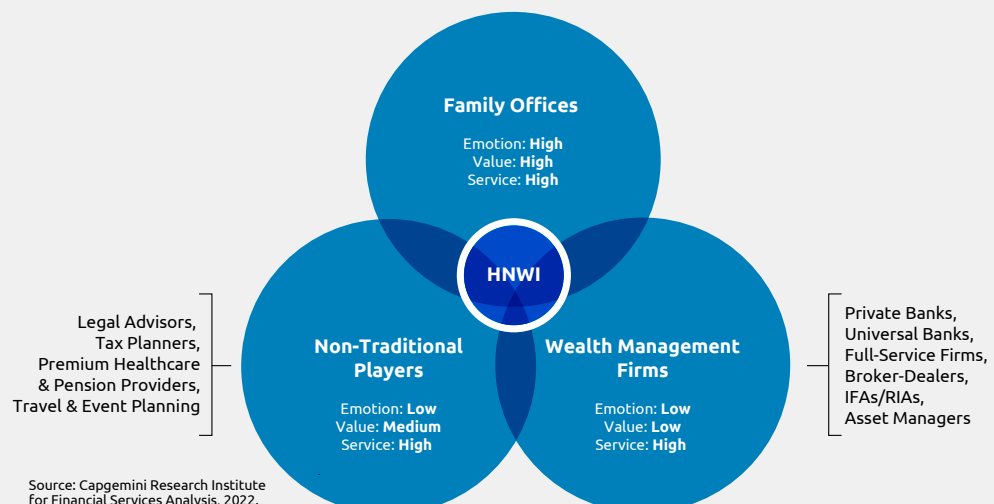 Family Offices
Emotion: High
Value: High
Service: High
HNWI
Legal Advisors,
Tax Planners,
Premium Healthcare
& Pension Providers,
Travel & Event Planning
Non-Traditional
Players
Emotion: Low
Value: Medium
Service: High
Wealth Management
Firms
Emotion: Low
Value: Low
Service: High
Private Banks,
Universal Banks,
Full-Service Firms,
Broker-Dealers,
IFAs/RIAs,
Asset Managers
Source: Capgemini Research Institute
for Financial Services Analysis, 2022.